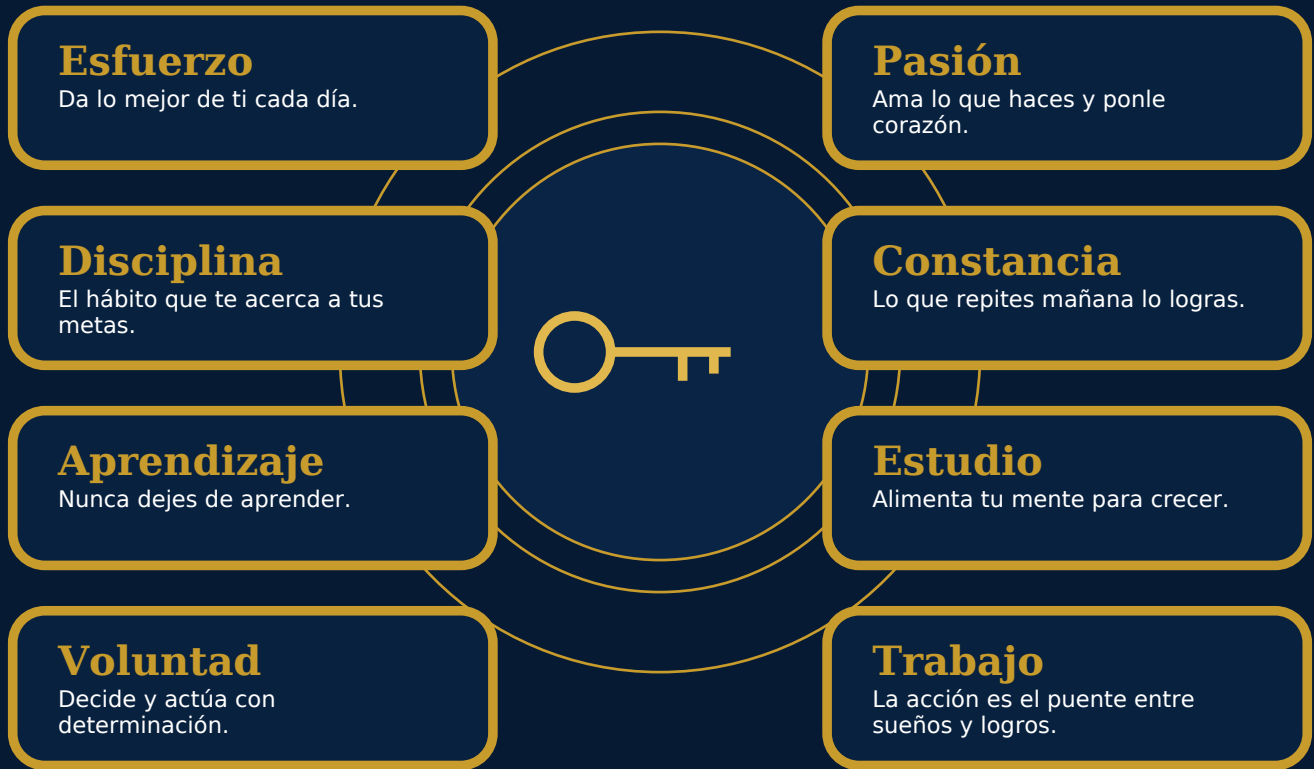 Esfuerzo
Da lo mejor de ti cada día.
Pasión
Ama lo que haces y ponle
corazón.
Disciplina
El hábito que te acerca a tus
metas.
Constancia
Lo que repites mañana lo logras.
Aprendizaje
Nunca dejes de aprender.
Estudio
Alimenta tu mente para crecer.
Voluntad
Decide y actúa con
determinación.
Trabajo
La acción es el puente entre
sueños y logros.